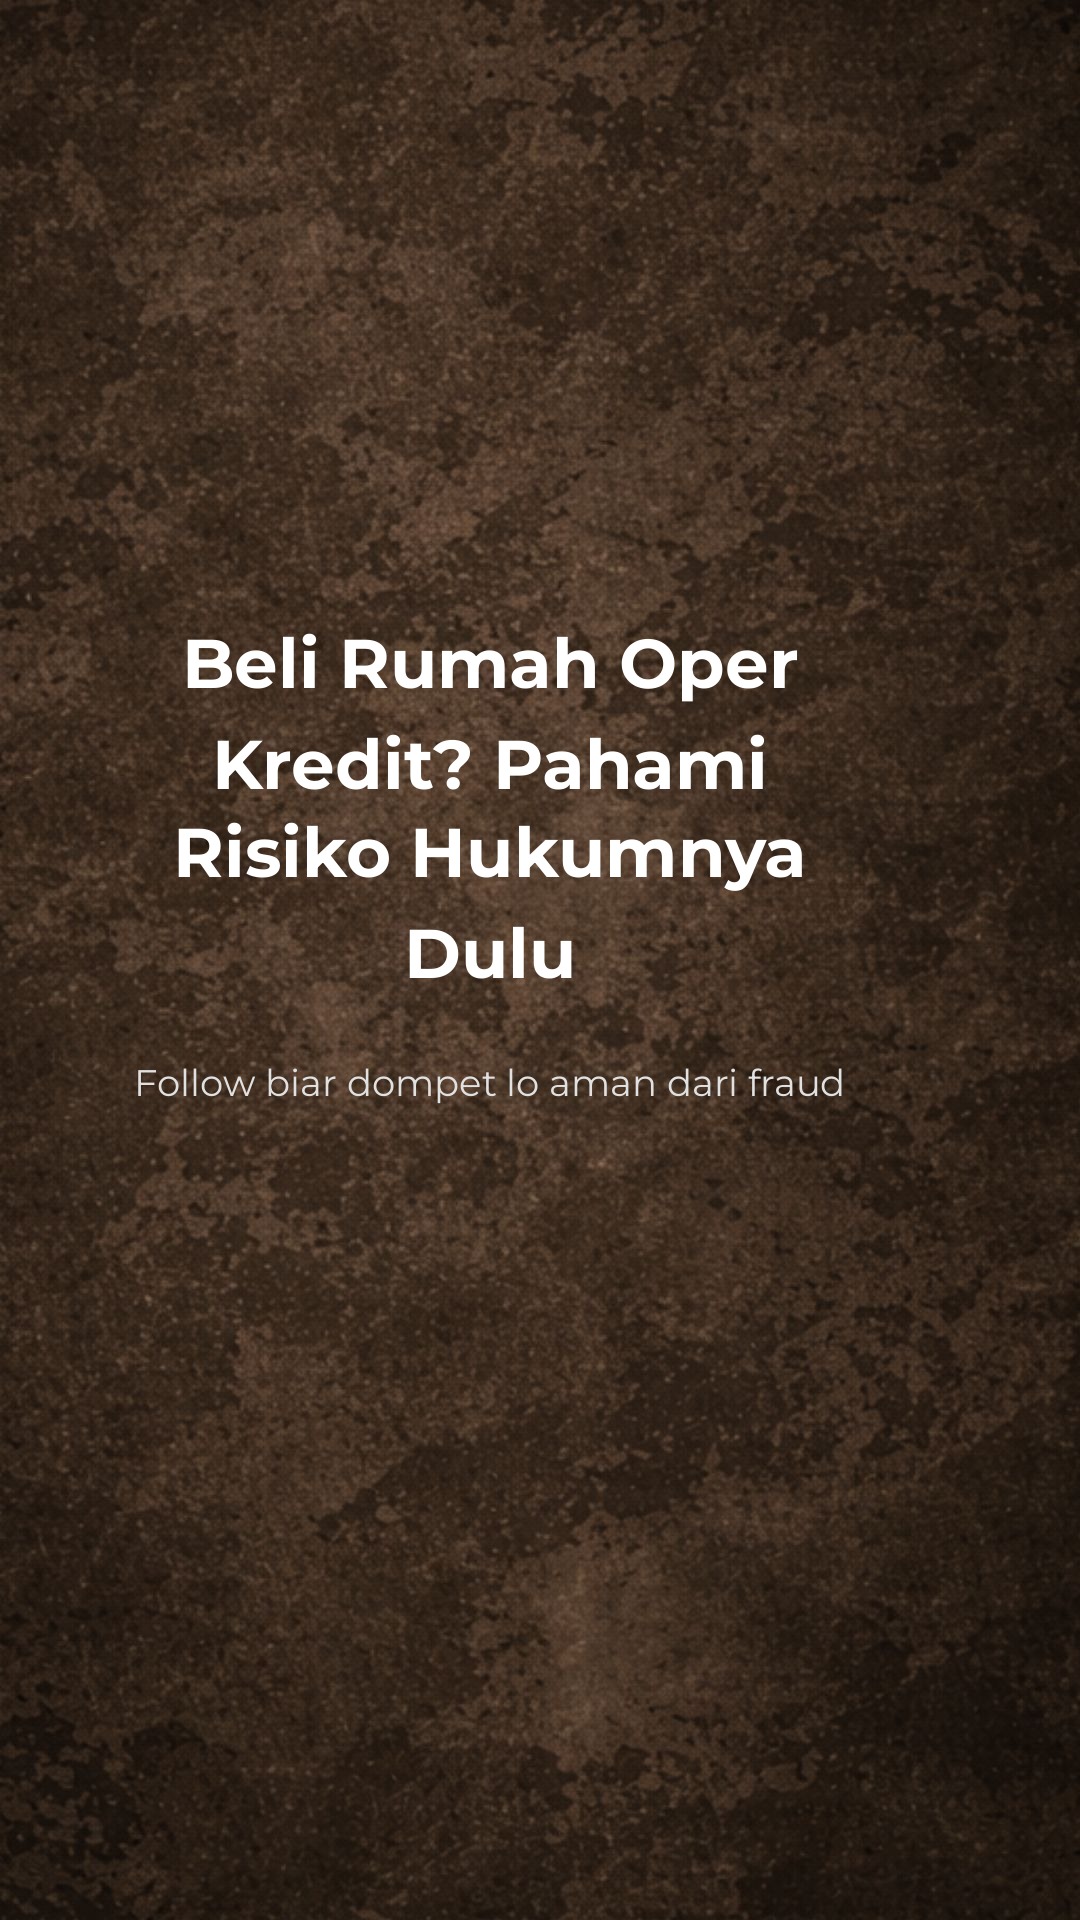 Beli Rumah Oper
Kredit? Pahami
Risiko Hukumnya
Dulu
Follow biar dompet lo aman dari fraud